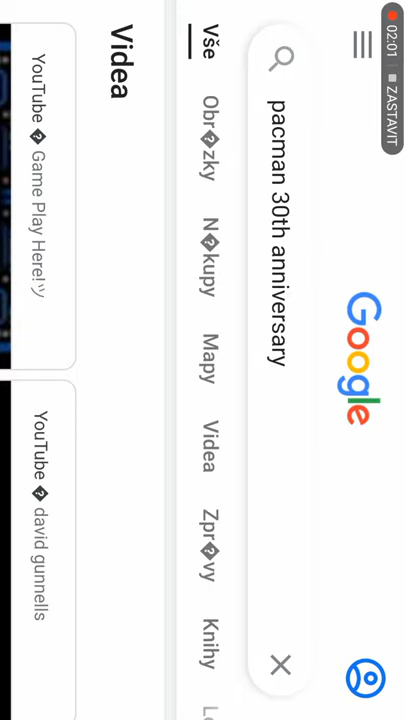 02:01 ZASTAVIT
Google
pacman 30th anniversary
Vše Obr�zky N�kupy Mapy Videa Zpr�vy Knihy
Videa
YouTube � Game Play Here!ツ
YouTube � david gunnells